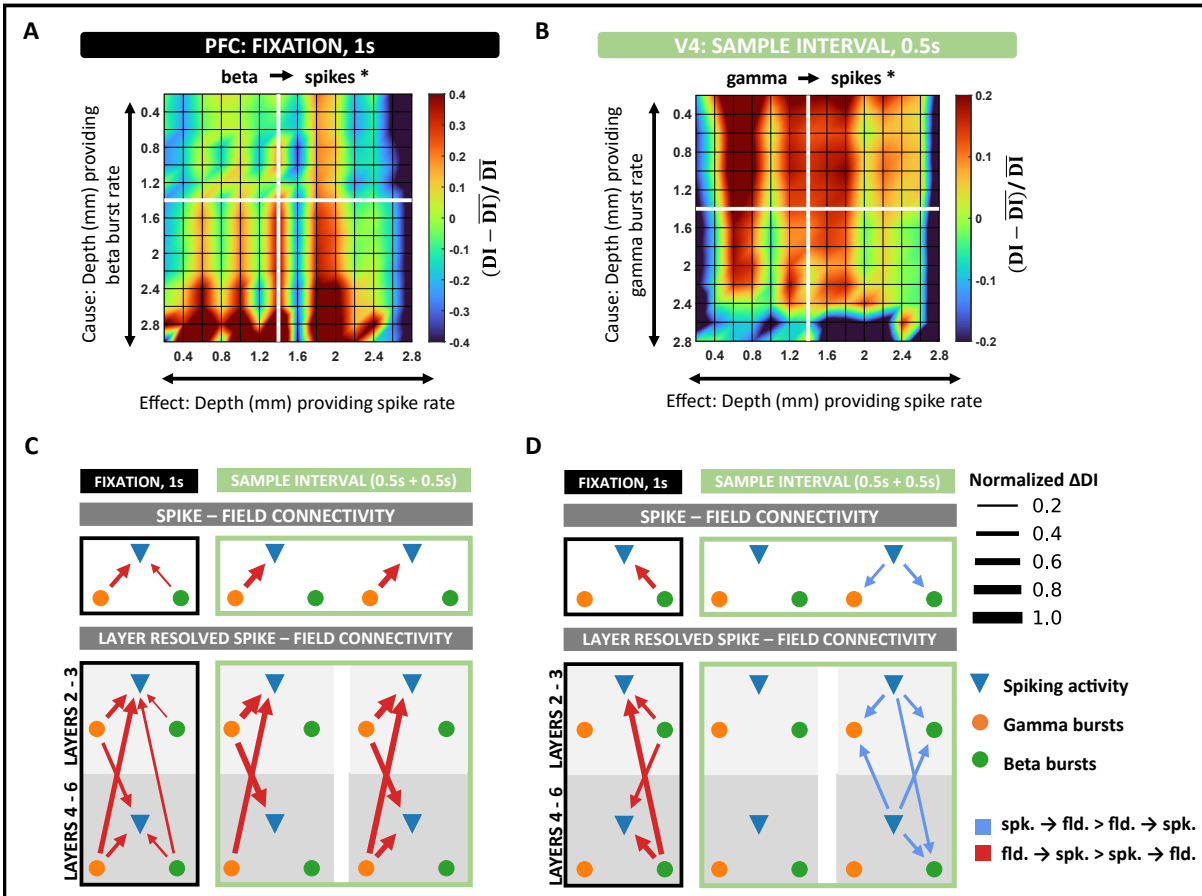 A
PFC: FIXATION, 1s
beta → spikes *
Cause: Depth (mm) providing
beta burst rate
0.4
0.8
1.2
1.6
2
2.4
2.8
0.4 0.8 1.2 1.6 2 2.4 2.8
0.4
0.3
0.2
0.1
0
-0.1
-0.2
-0.3
-0.4
(DI − D̅I̅)/ D̅I̅
Effect: Depth (mm) providing spike rate
B
V4: SAMPLE INTERVAL, 0.5s
gamma → spikes *
Cause: Depth (mm) providing
gamma burst rate
0.4
0.8
1.2
1.6
2
2.4
2.8
0.4 0.8 1.2 1.6 2 2.4 2.8
0.2
0.1
0
-0.1
-0.2
(DI − D̅I̅)/ D̅I̅
Effect: Depth (mm) providing spike rate
C
FIXATION, 1s SAMPLE INTERVAL (0.5s + 0.5s)
SPIKE – FIELD CONNECTIVITY
LAYER RESOLVED SPIKE – FIELD CONNECTIVITY
LAYERS 2 - 3
LAYERS 4 - 6
D
FIXATION, 1s SAMPLE INTERVAL (0.5s + 0.5s)
SPIKE – FIELD CONNECTIVITY
LAYER RESOLVED SPIKE – FIELD CONNECTIVITY
LAYERS 2 - 3
LAYERS 4 - 6
Normalized ΔDI
0.2
0.4
0.6
0.8
1.0
Spiking activity
Gamma bursts
Beta bursts
spk. → fld. > fld. → spk.
fld. → spk. > spk. → fld.